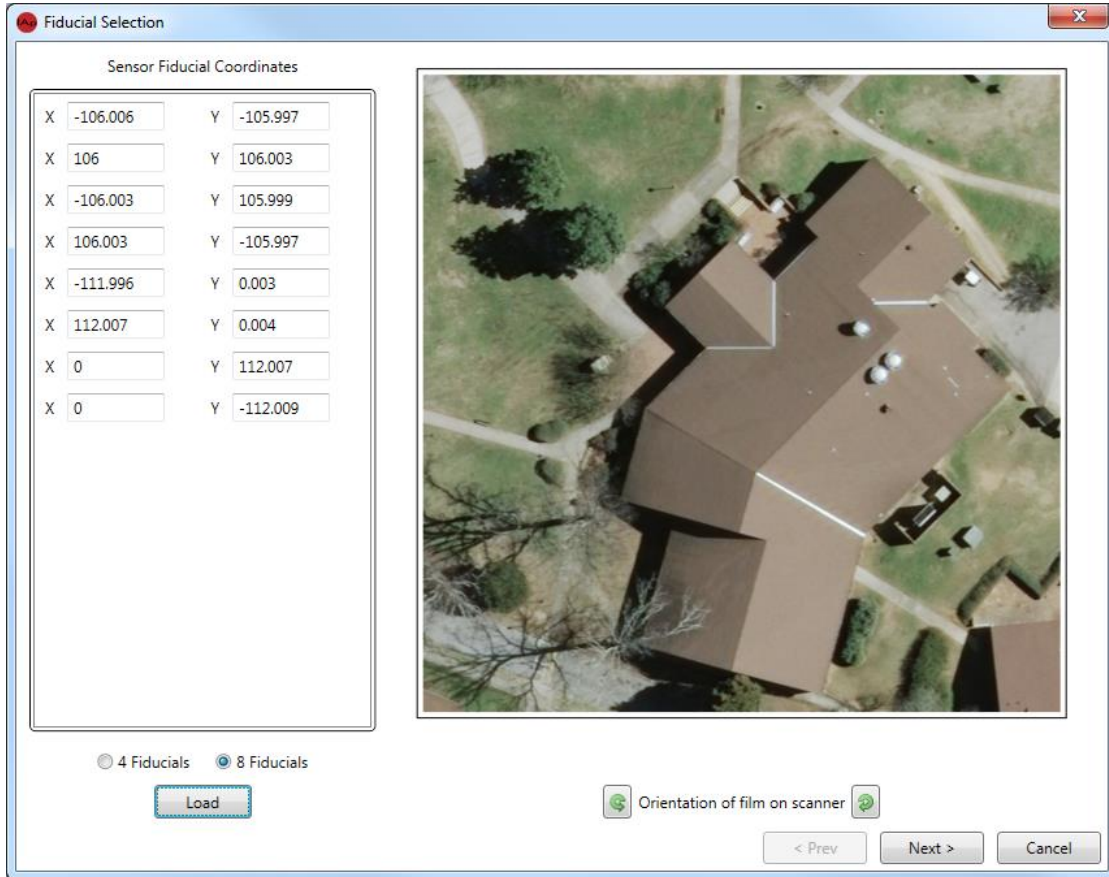 Fiducial Selection
Sensor Fiducial Coordinates
X -106.006 Y -105.997
X 106 Y 106.003
X -106.003 Y 105.999
X 106.003 Y -105.997
X -111.996 Y 0.003
X 112.007 Y 0.004
X 0 Y 112.007
X 0 Y -112.009
4 Fiducials 8 Fiducials
Load
Orientation of film on scanner
< Prev Next > Cancel